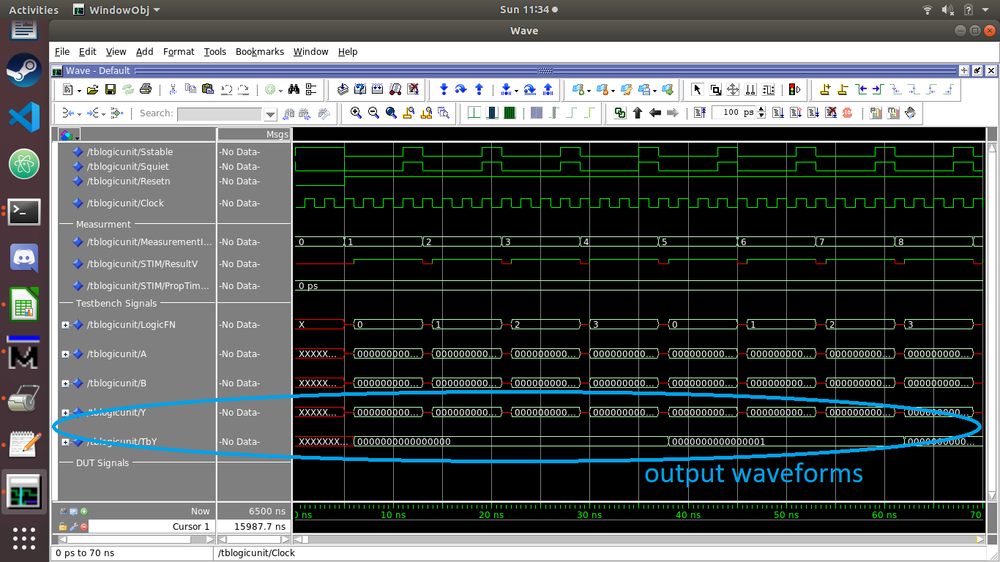 Activities WindowObj Sun 11:34
Wave
File Edit View Add Format Tools Bookmarks Window Help
Wave - Default
Search: 100 ps
Msgs
/tblogicunit/Sstable -No Data-
/tblogicunit/Squiet -No Data-
/tblogicunit/Resetn -No Data-
/tblogicunit/Clock -No Data-
Measurment
/tblogicunit/MeasurementI... -No Data- 0 1 2 3 4 5 6 7 8
/tblogicunit/STIM/ResultV -No Data-
/tblogicunit/STIM/PropTim... -No Data- 0 ps
Testbench Signals
/tblogicunit/LogicFN -No Data- X 0 1 2 3 0 1 2 3
/tblogicunit/A -No Data- XXXXX... 000000000... 000000000... 000000000... 000000000... 000000000... 000000000... 000000000... 000000000...
/tblogicunit/B -No Data- XXXXX... 000000000... 000000000... 000000000... 000000000... 000000000... 000000000... 000000000... 000000000...
/tblogicunit/Y -No Data- XXXXX... 000000000... 000000000... 000000000... 000000000... 000000000... 000000000... 000000000... 000000000...
/tblogicunit/TbY -No Data- XXXXXXX... 0000000000000000 0000000000000001 000000000...
DUT Signals
output waveforms
Now 6500 ns
Cursor 1 15987.7 ns
0 ns 10 ns 20 ns 30 ns 40 ns 50 ns 60 ns 70
0 ps to 70 ns /tblogicunit/Clock